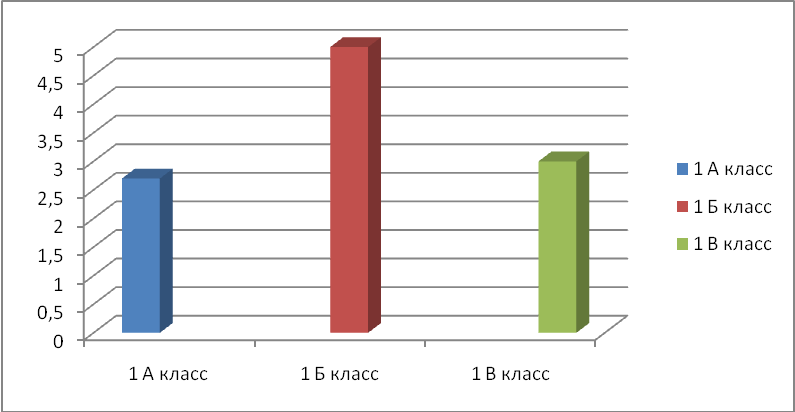 5
4,5
4
3,5
3
2,5
2
1,5
1
0,5
0
1 А класс
1 Б класс
1 В класс
1 А класс
1 Б класс
1 В класс